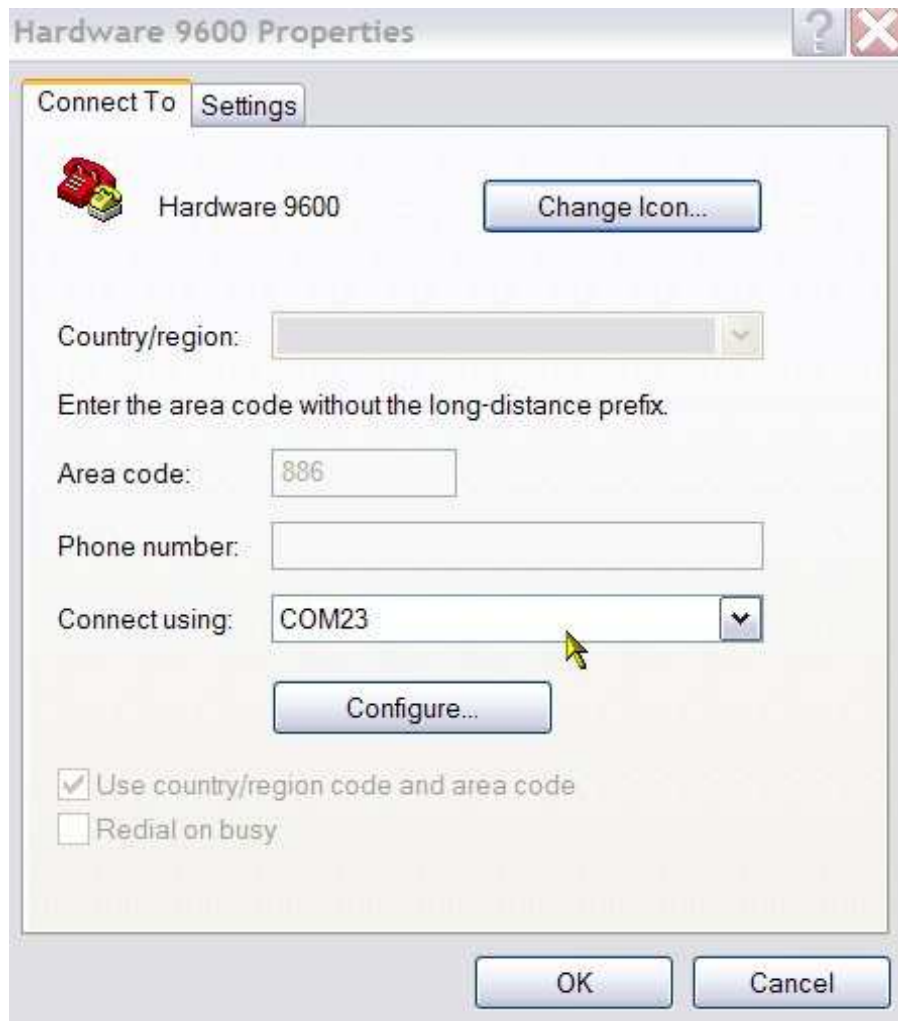 Hardware 9600 Properties
Connect To Settings
Hardware 9600 Change Icon...
Country/region:
Enter the area code without the long-distance prefix.
Area code: 886
Phone number:
Connect using: COM23
Configure...
Use country/region code and area code
Redial on busy
OK Cancel